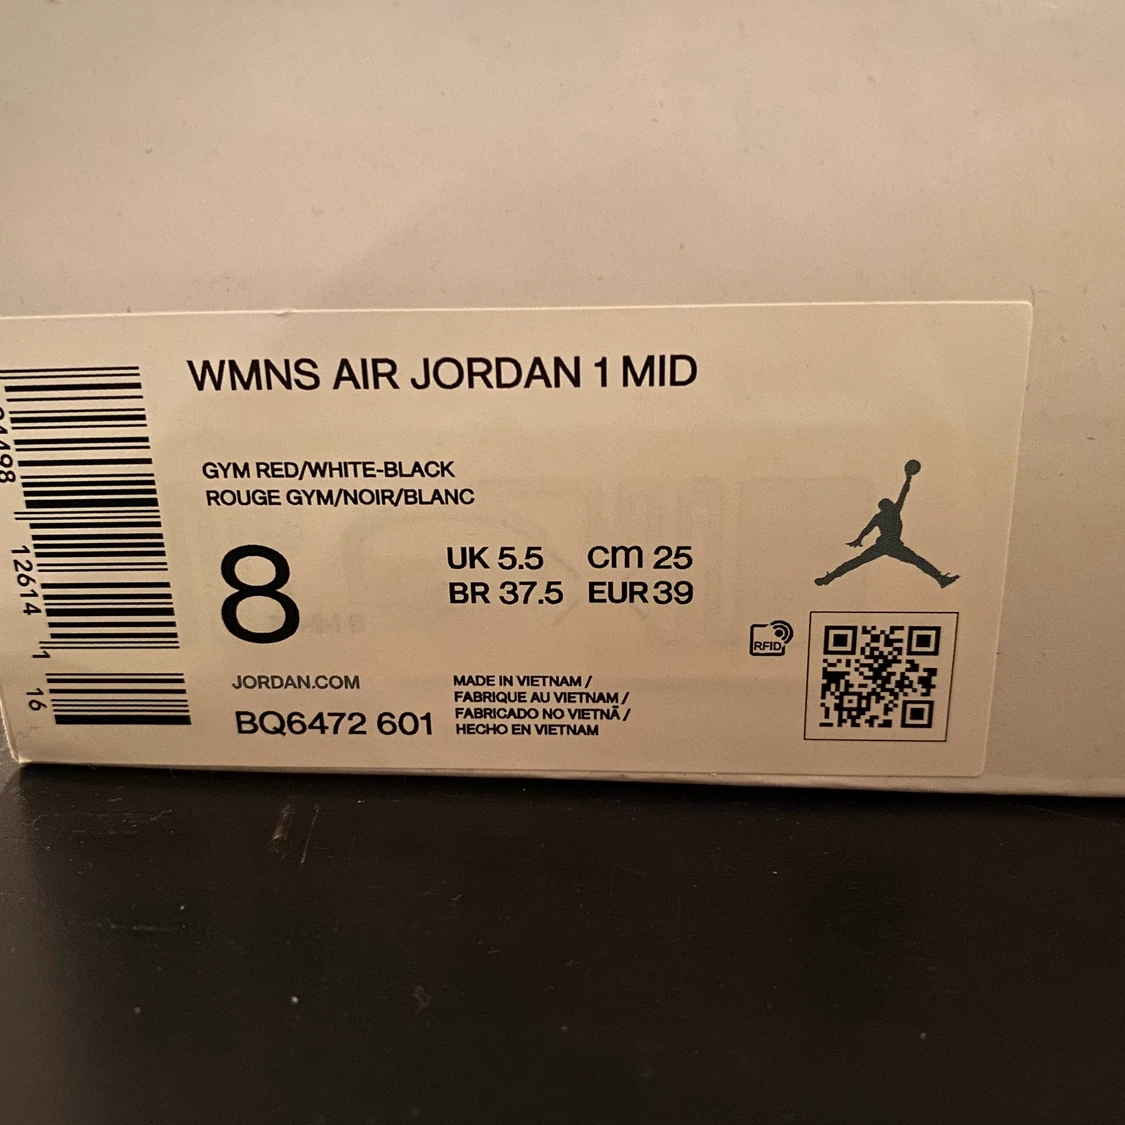 WMNS AIR JORDAN 1 MID
GYM RED/WHITE-BLACK
ROUGE GYM/NOIR/BLANC
8
UK 5.5 cm 25
BR 37.5 EUR 39
RFID
JORDAN.COM
BQ6472 601
MADE IN VIETNAM /
FABRIQUE AU VIETNAM /
FABRICADO NO VIETNÃ /
HECHO EN VIETNAM
12614
1
16